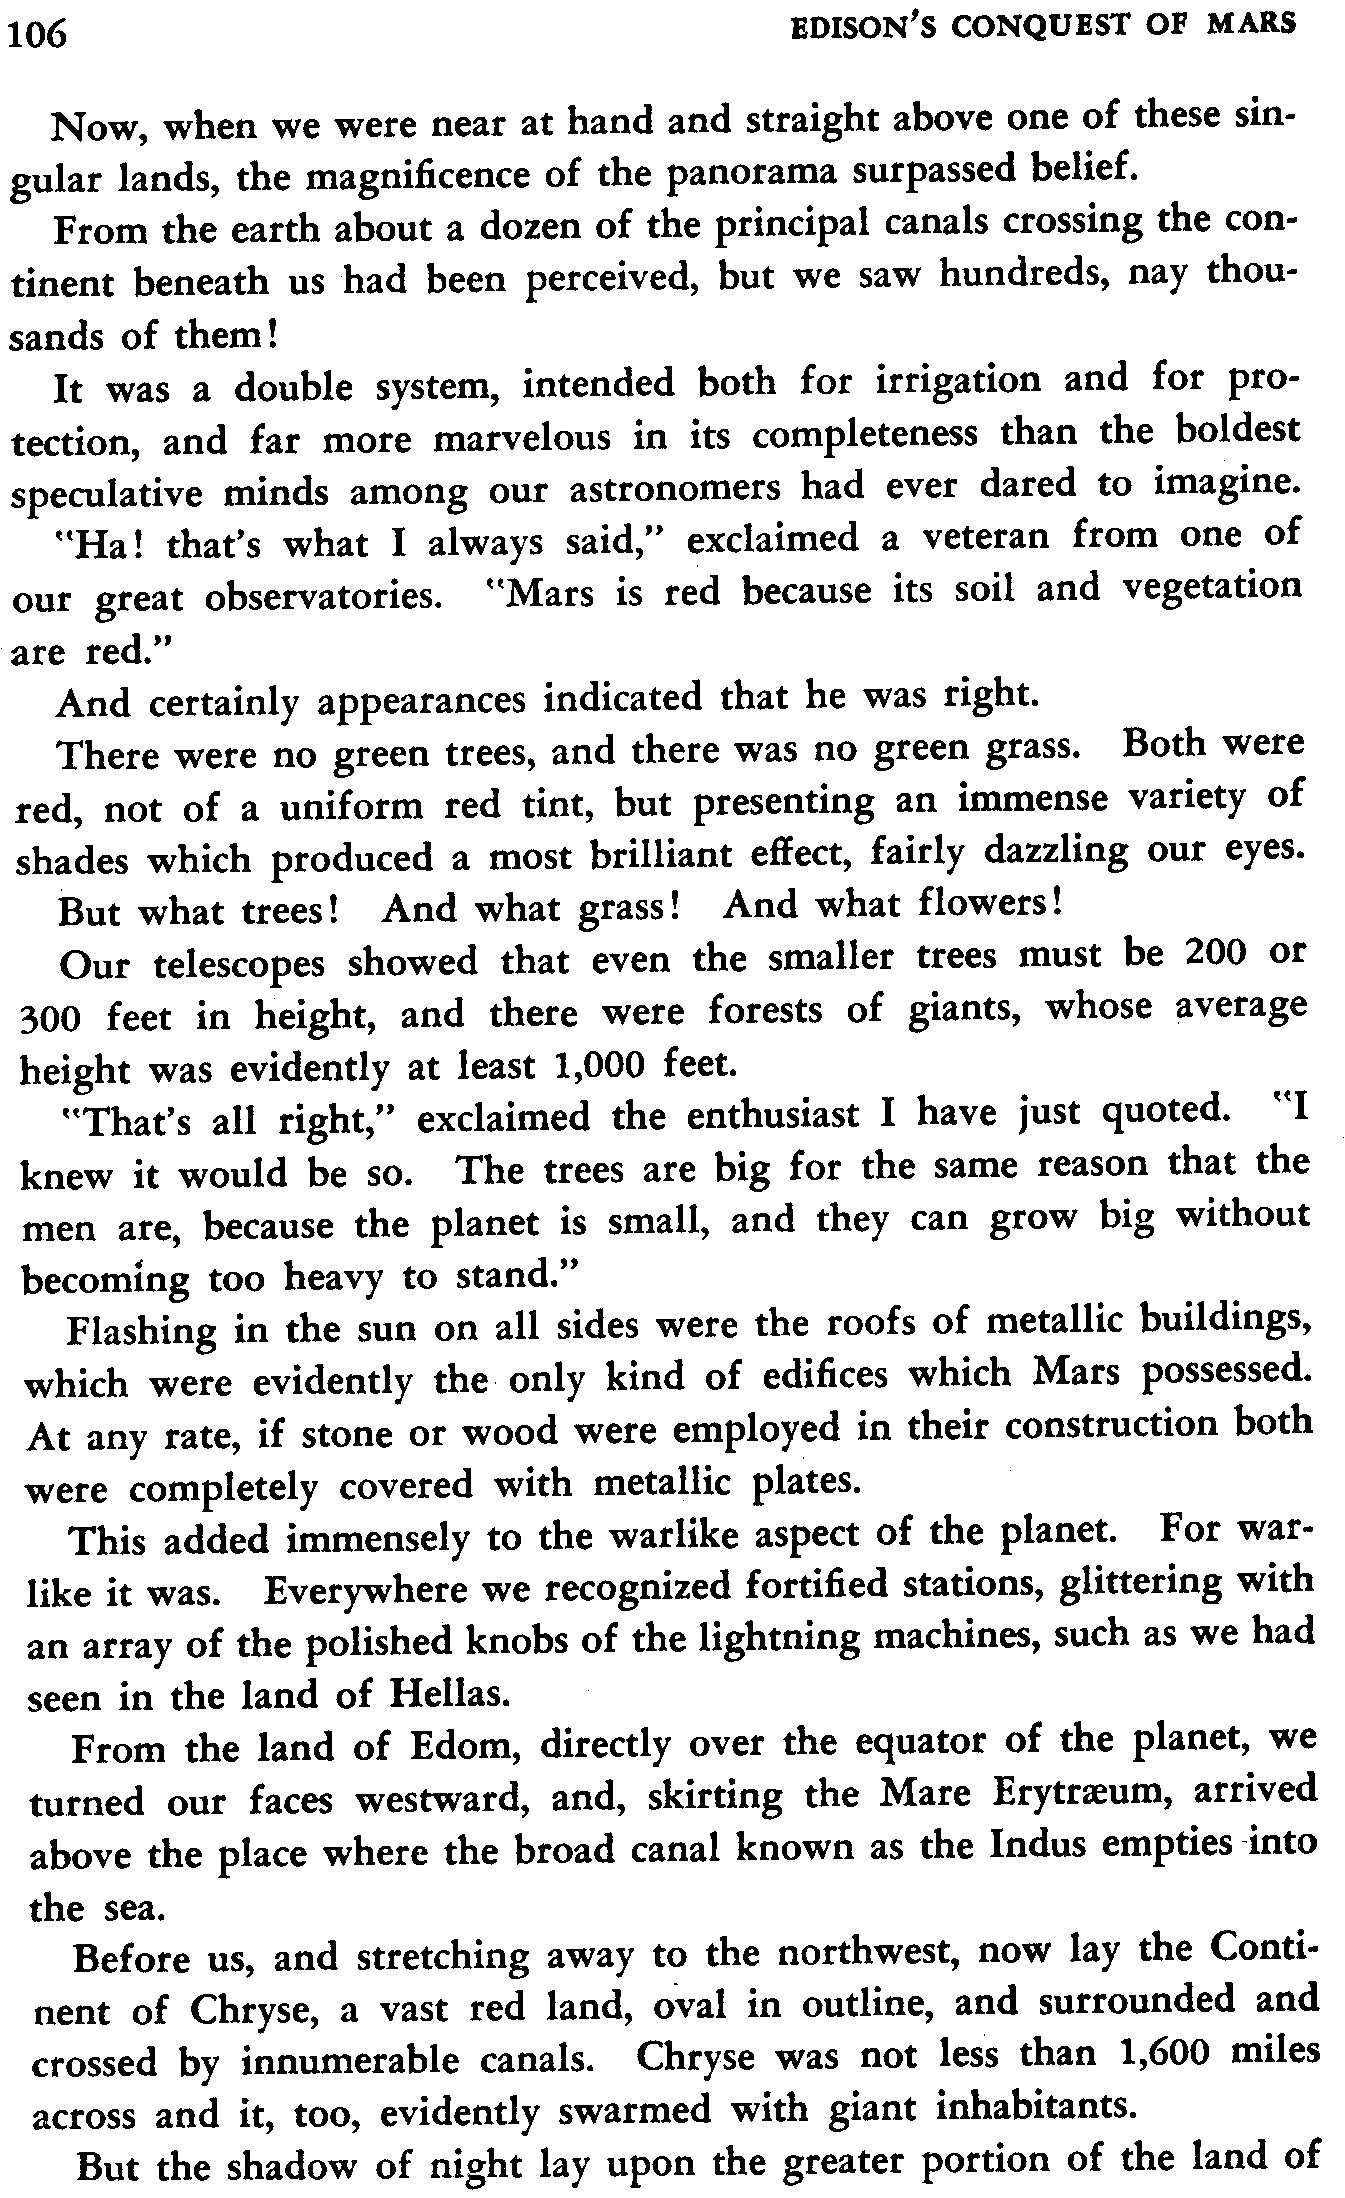 106 EDISON'S CONQUEST OF MARS
Now, when we were near at hand and straight above one of these sin-
gular lands, the magnificence of the panorama surpassed belief.
From the earth about a dozen of the principal canals crossing the con-
tinent beneath us had been perceived, but we saw hundreds, nay thou-
sands of them!
It was a double system, intended both for irrigation and for pro-
tection, and far more marvelous in its completeness than the boldest
speculative minds among our astronomers had ever dared to imagine.
"Ha! that's what I always said," exclaimed a veteran from one of
our great observatories. "Mars is red because its soil and vegetation
are red."
And certainly appearances indicated that he was right.
There were no green trees, and there was no green grass. Both were
red, not of a uniform red tint, but presenting an immense variety of
shades which produced a most brilliant effect, fairly dazzling our eyes.
But what trees! And what grass! And what flowers!
Our telescopes showed that even the smaller trees must be 200 or
300 feet in height, and there were forests of giants, whose average
height was evidently at least 1,000 feet.
"That's all right," exclaimed the enthusiast I have just quoted. "I
knew it would be so. The trees are big for the same reason that the
men are, because the planet is small, and they can grow big without
becoming too heavy to stand."
Flashing in the sun on all sides were the roofs of metallic buildings,
which were evidently the only kind of edifices which Mars possessed.
At any rate, if stone or wood were employed in their construction both
were completely covered with metallic plates.
This added immensely to the warlike aspect of the planet. For war-
like it was. Everywhere we recognized fortified stations, glittering with
an array of the polished knobs of the lightning machines, such as we had
seen in the land of Hellas.
From the land of Edom, directly over the equator of the planet, we
turned our faces westward, and, skirting the Mare Erytræum, arrived
above the place where the broad canal known as the Indus empties into
the sea.
Before us, and stretching away to the northwest, now lay the Conti-
nent of Chryse, a vast red land, oval in outline, and surrounded and
crossed by innumerable canals. Chryse was not less than 1,600 miles
across and it, too, evidently swarmed with giant inhabitants.
But the shadow of night lay upon the greater portion of the land of